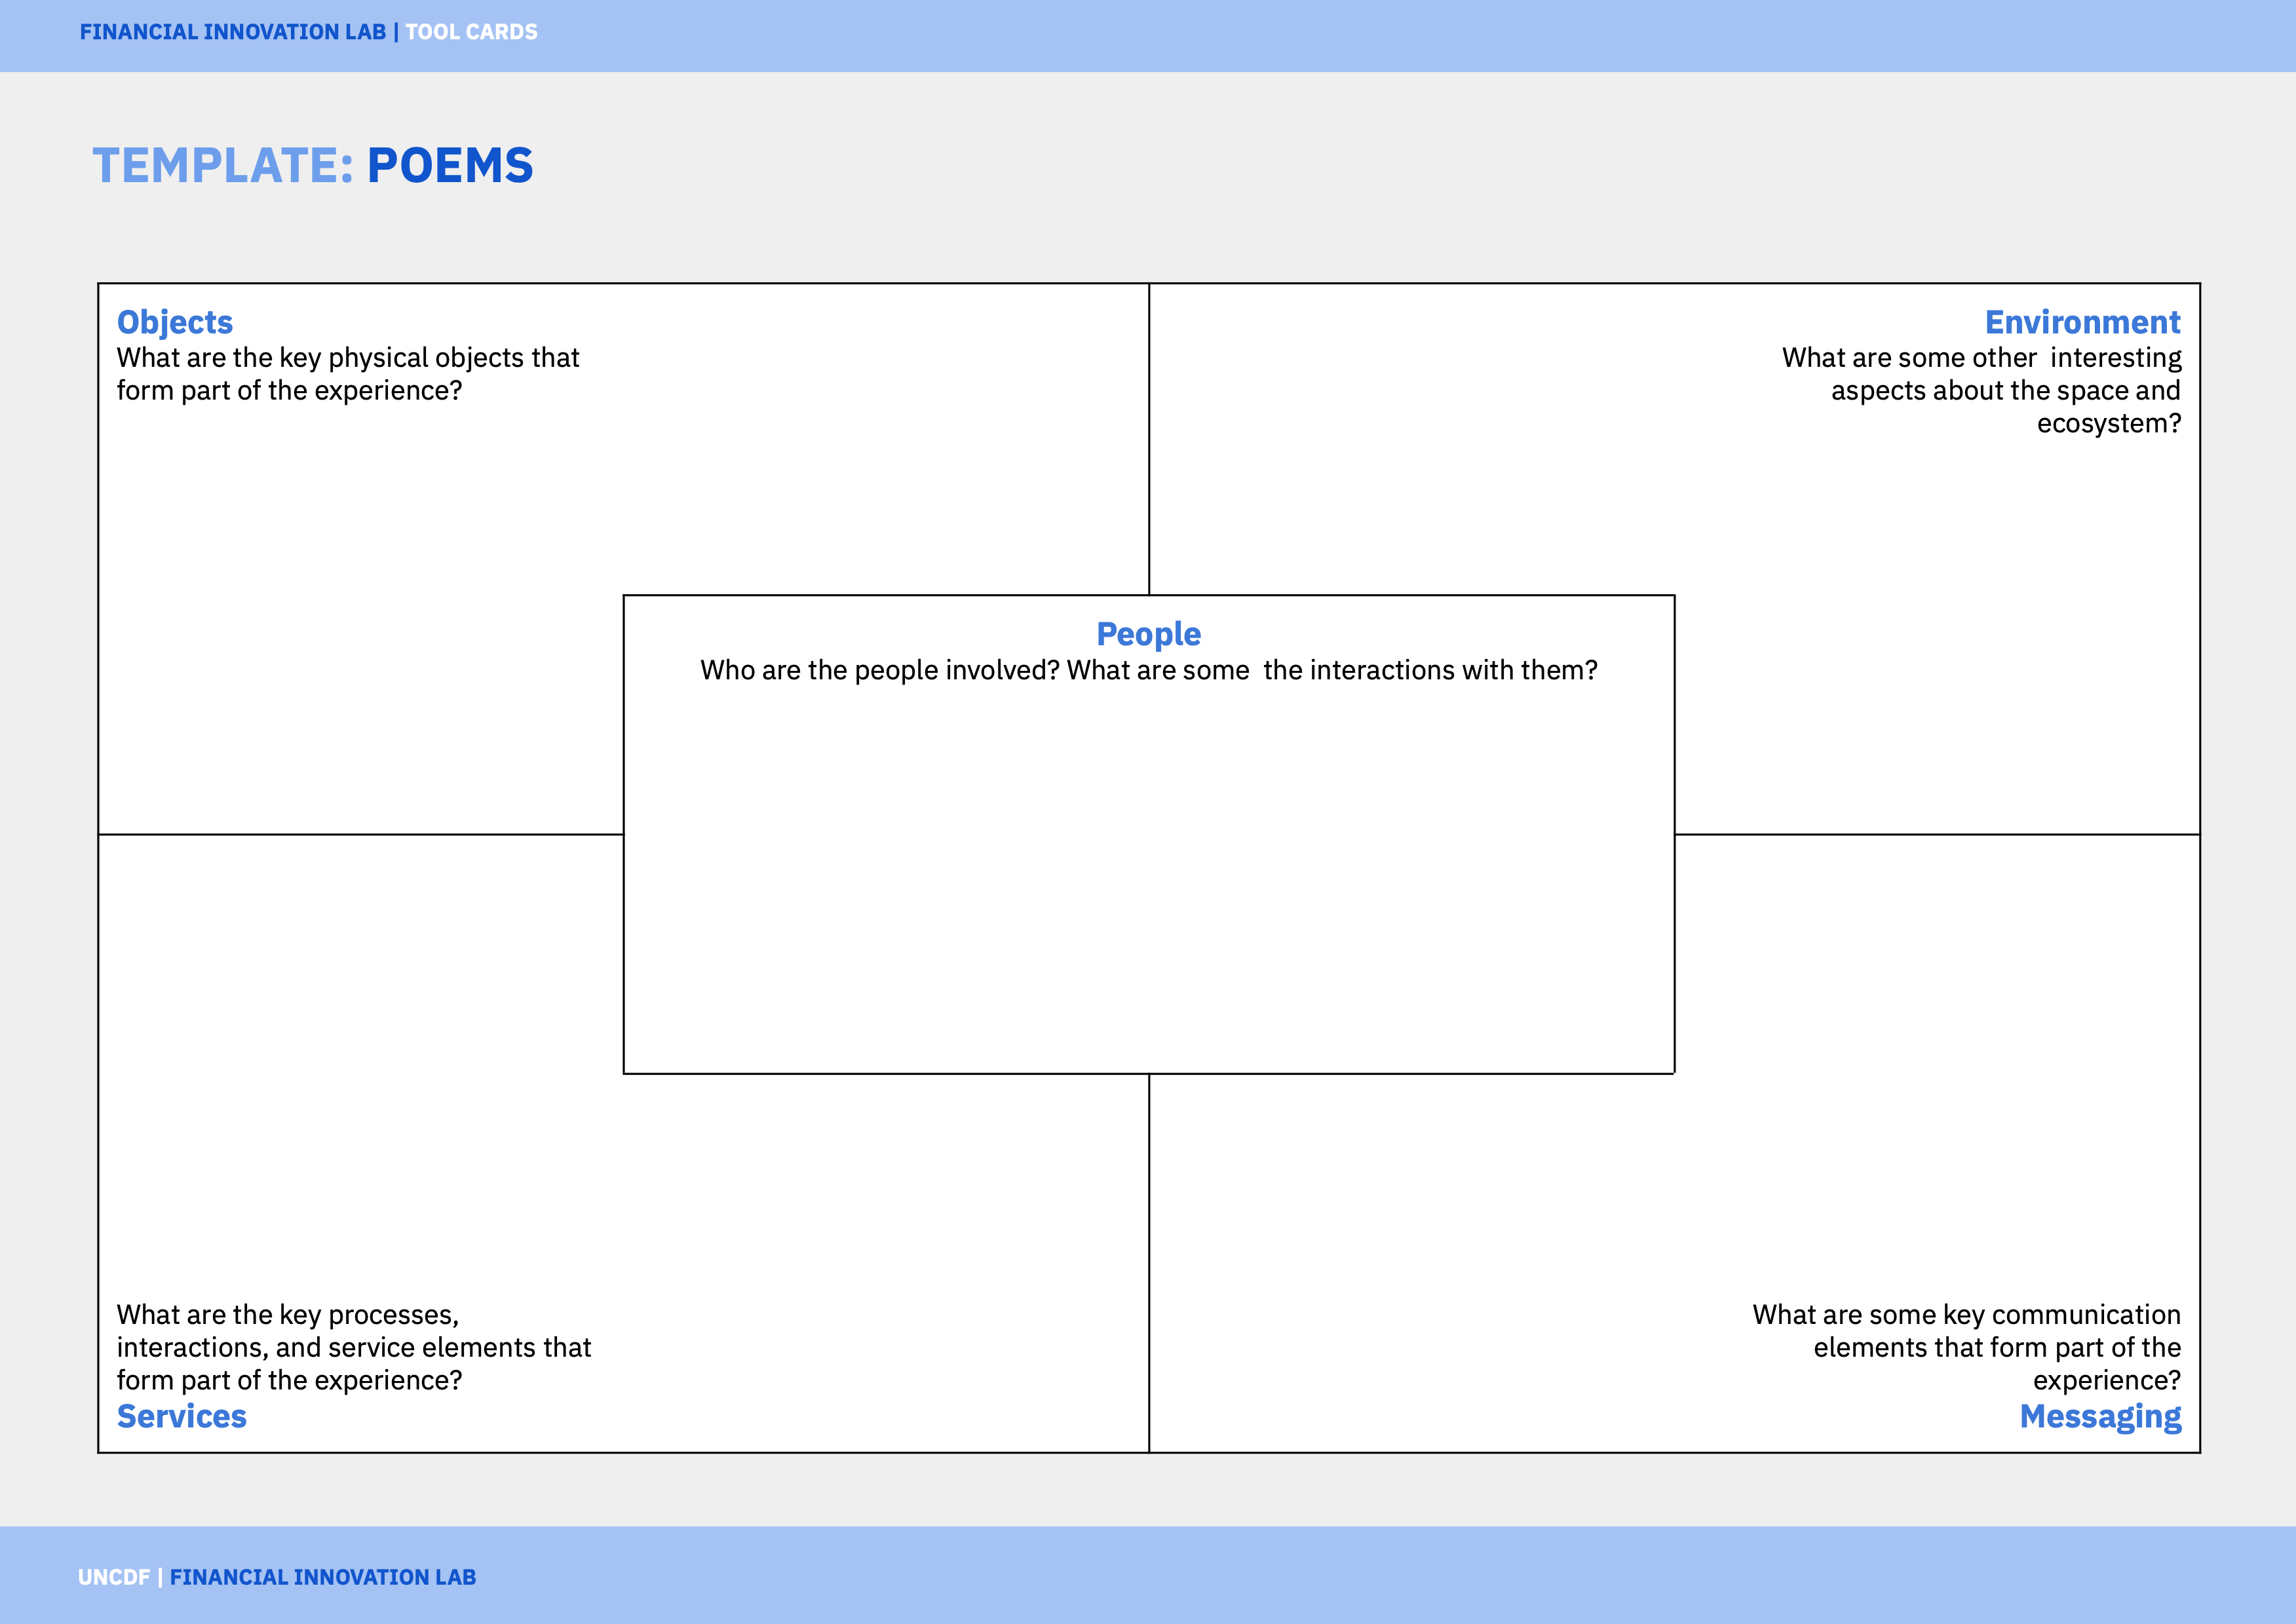 FINANCIAL INNOVATION LAB | TOOL CARDS
TEMPLATE: POEMS
Objects
What are the key physical objects that
form part of the experience?
Environment
What are some other  interesting
aspects about the space and
ecosystem?
People
Who are the people involved? What are some  the interactions with them?
What are the key processes,
interactions, and service elements that
form part of the experience?
Services
What are some key communication
elements that form part of the
experience?
Messaging
UNCDF | FINANCIAL INNOVATION LAB